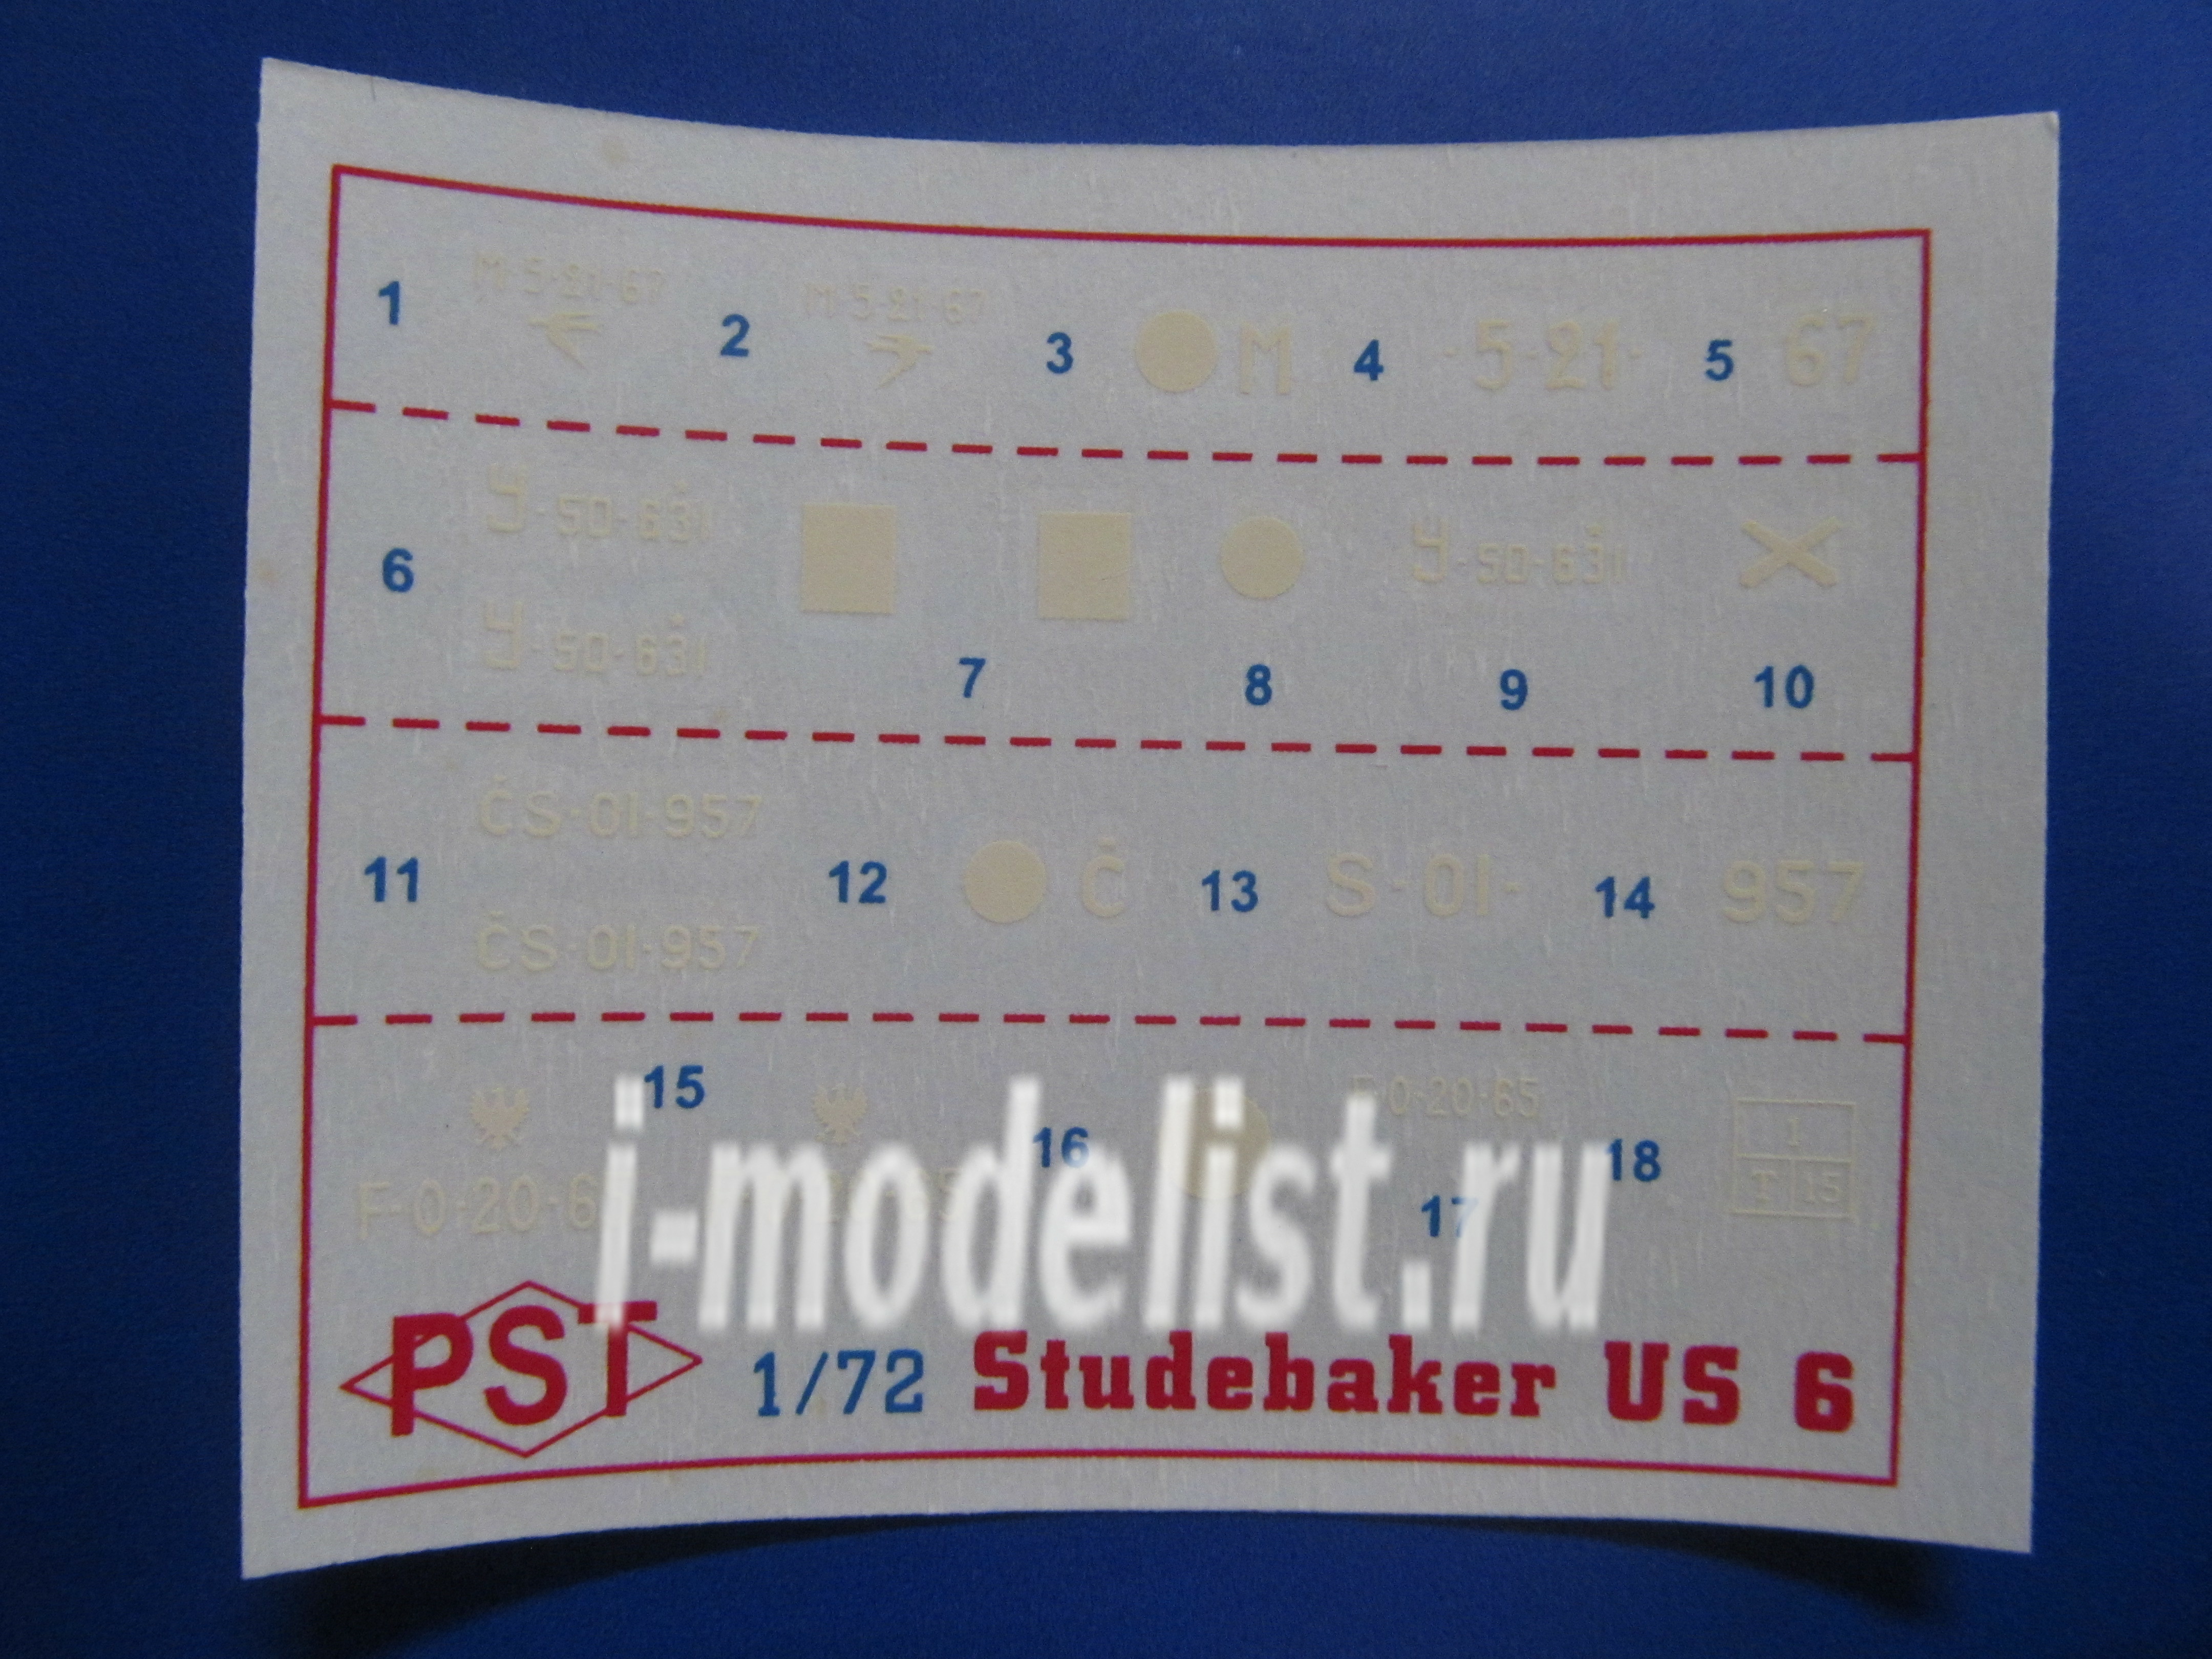 1 М·5·21·67 2 М·5·21·67 3 М 4 ·5·21· 5 67
6 У·50·631 У·50·631
У·50·631
7 8 9 10
ČS·01·957
11 12 Č 13 S·01· 14 957
ČS·01·957
15 F·0·20·65
16 18 1
F·0·20·6 17 T 15
i-modelist.ru
PST 1/72 Studebaker US 6